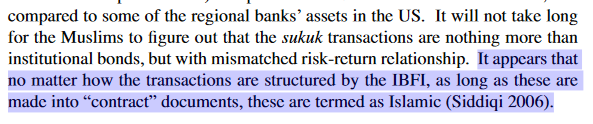 compared to some of the regional banks’ assets in the US.  It will not take long
for the Muslims to figure out that the sukuk transactions are nothing more than
institutional bonds, but with mismatched risk-return relationship.  It appears that
no matter how the transactions are structured by the IBFI, as long as these are
made into “contract” documents, these are termed as Islamic (Siddiqi 2006).